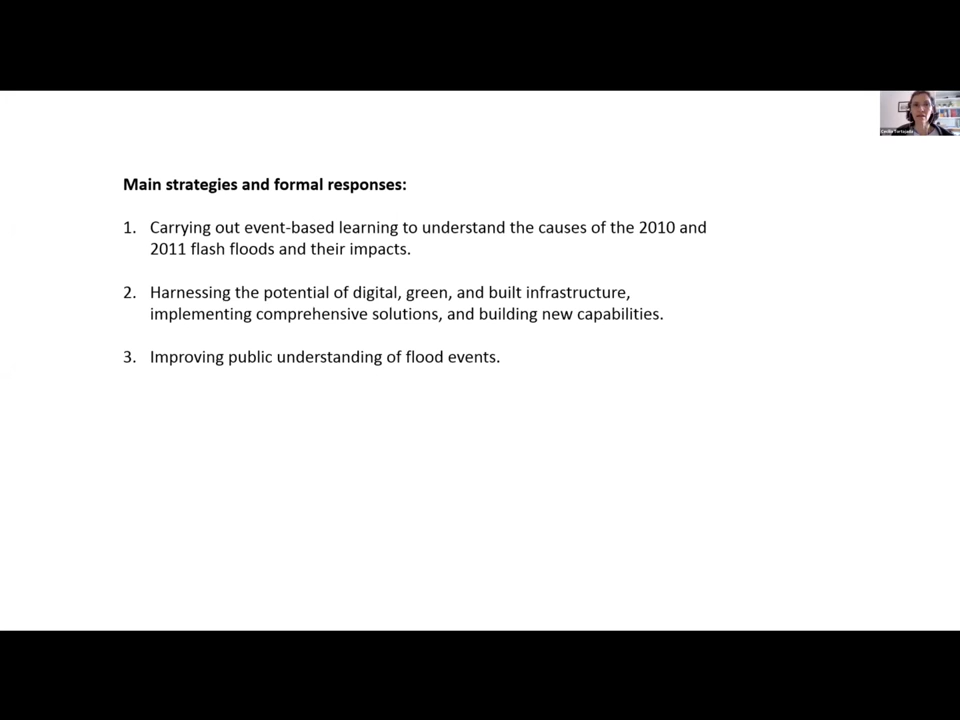 Main strategies and formal responses:
1. Carrying out event-based learning to understand the causes of the 2010 and
2011 flash floods and their impacts.
2. Harnessing the potential of digital, green, and built infrastructure,
implementing comprehensive solutions, and building new capabilities.
3. Improving public understanding of flood events.
Cecilia Tortajada